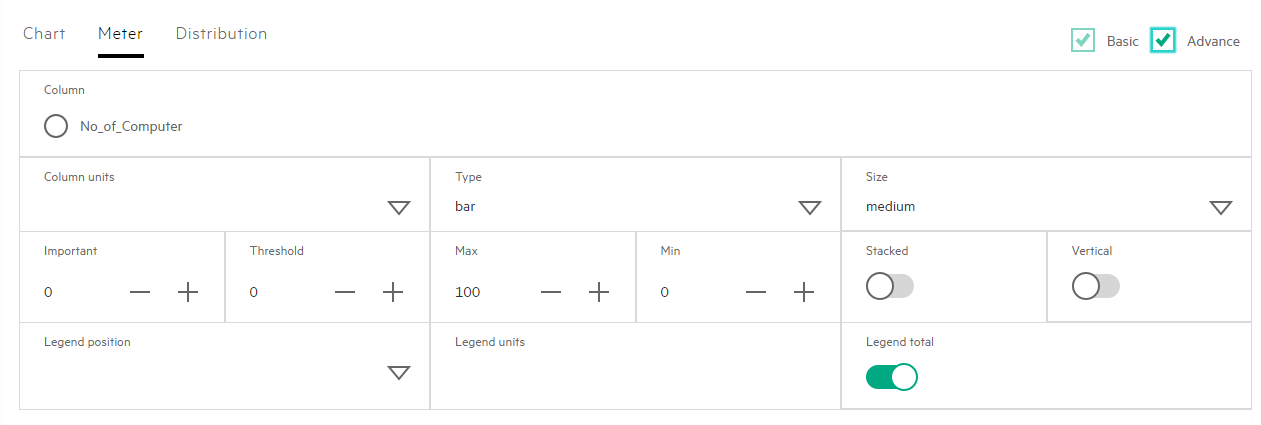 Chart Meter Distribution Basic Advance
Column
No_of_Computer
Column units Type Size
bar medium
Important Threshold Max Min Stacked Vertical
0 0 100 0
Legend position Legend units Legend total